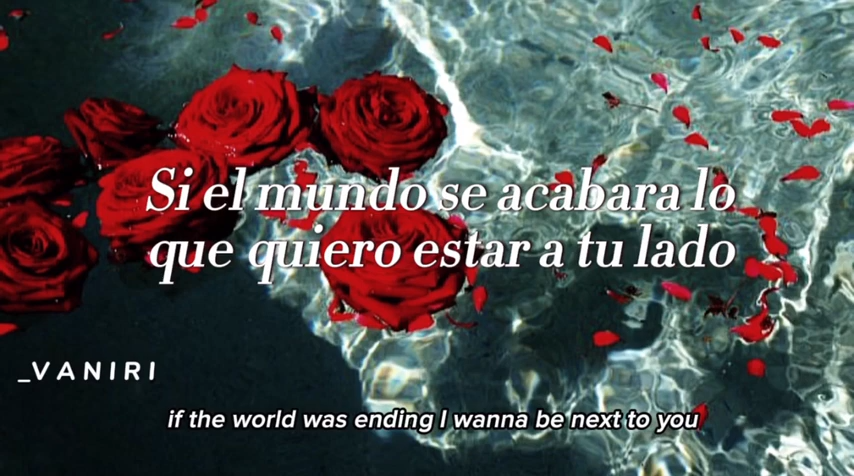 Si el mundo se acabara lo
que quiero estar a tu lado
_VANIRI
if the world was ending I wanna be next to you